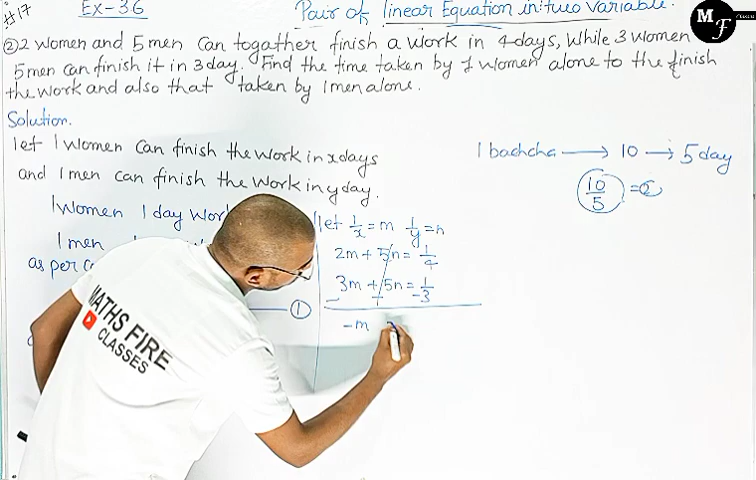 #17
Ex-36
Pair of linear Equation in two variable.
MF
CLASSES
② 2 women and 5 men can togather finish a work in 4 days, while 3 women
5 men can finish it in 3 day. Find the time taken by 1 women alone to the finish
the work and also that taken by 1 men alone.
Solution.
let 1 women can finish the work in x days
and 1 men can finish the work in y day.
1 women 1 day wor
1 men
as per c
①
let 1/x = m 1/y = n
2m + 5n = 1/4
3m + 5n = 1/3
- - -
-m
1 bachcha → 10 → 5 day
10/5 = 2
MATHS FIRE
CLASSES